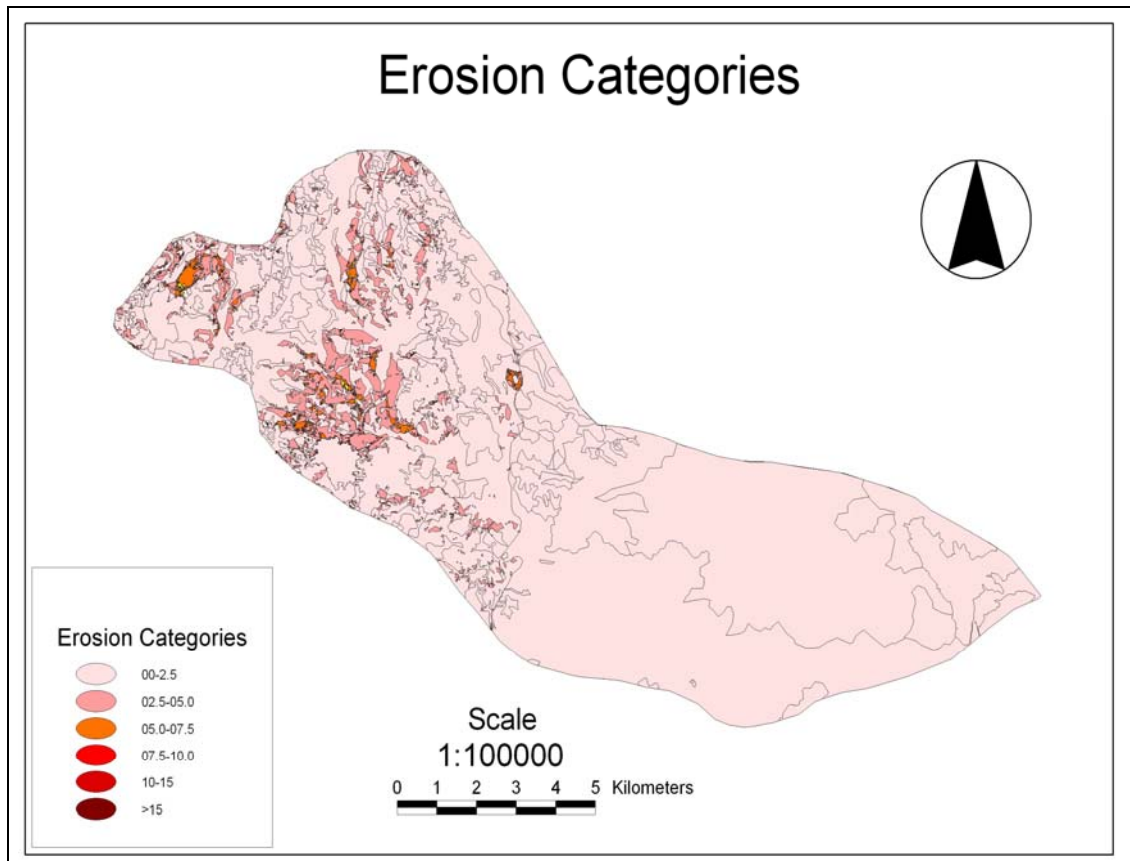 Erosion Categories
Erosion Categories
00-2.5
02.5-05.0
05.0-07.5
07.5-10.0
10-15
>15
Scale
1:100000
0 1 2 3 4 5 Kilometers